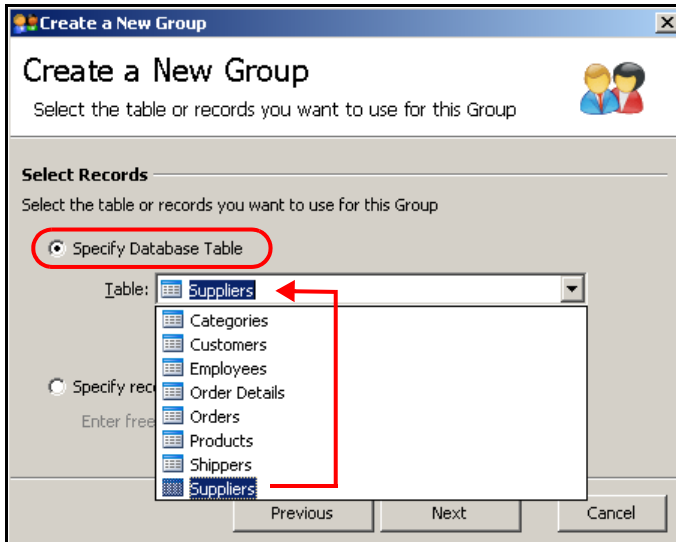 Create a New Group
Create a New Group
Select the table or records you want to use for this Group
Select Records
Select the table or records you want to use for this Group
Specify Database Table
Table: Suppliers
Categories
Customers
Employees
Specify
Order Details
Orders
Enter free
Products
Shippers
Suppliers
Previous Next Cancel